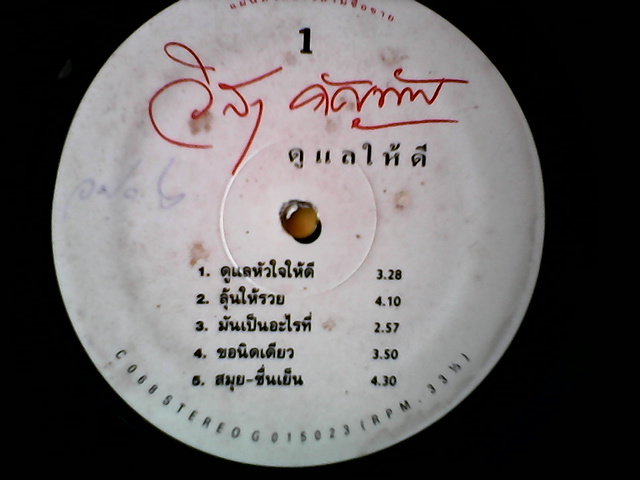 1
วิสา คัญทัพ
ดูแลให้ดี
1. ดูแลหัวใจให้ดี 3.28
2. ลุ้นให้รวย 4.10
3. มันเป็นอะไรที่ 2.57
4. ขอนิดเดียว 3.50
5. สมุย-ชื่นเย็น 4.30
C068 STEREO G 015023 (RPM. 33⅓)